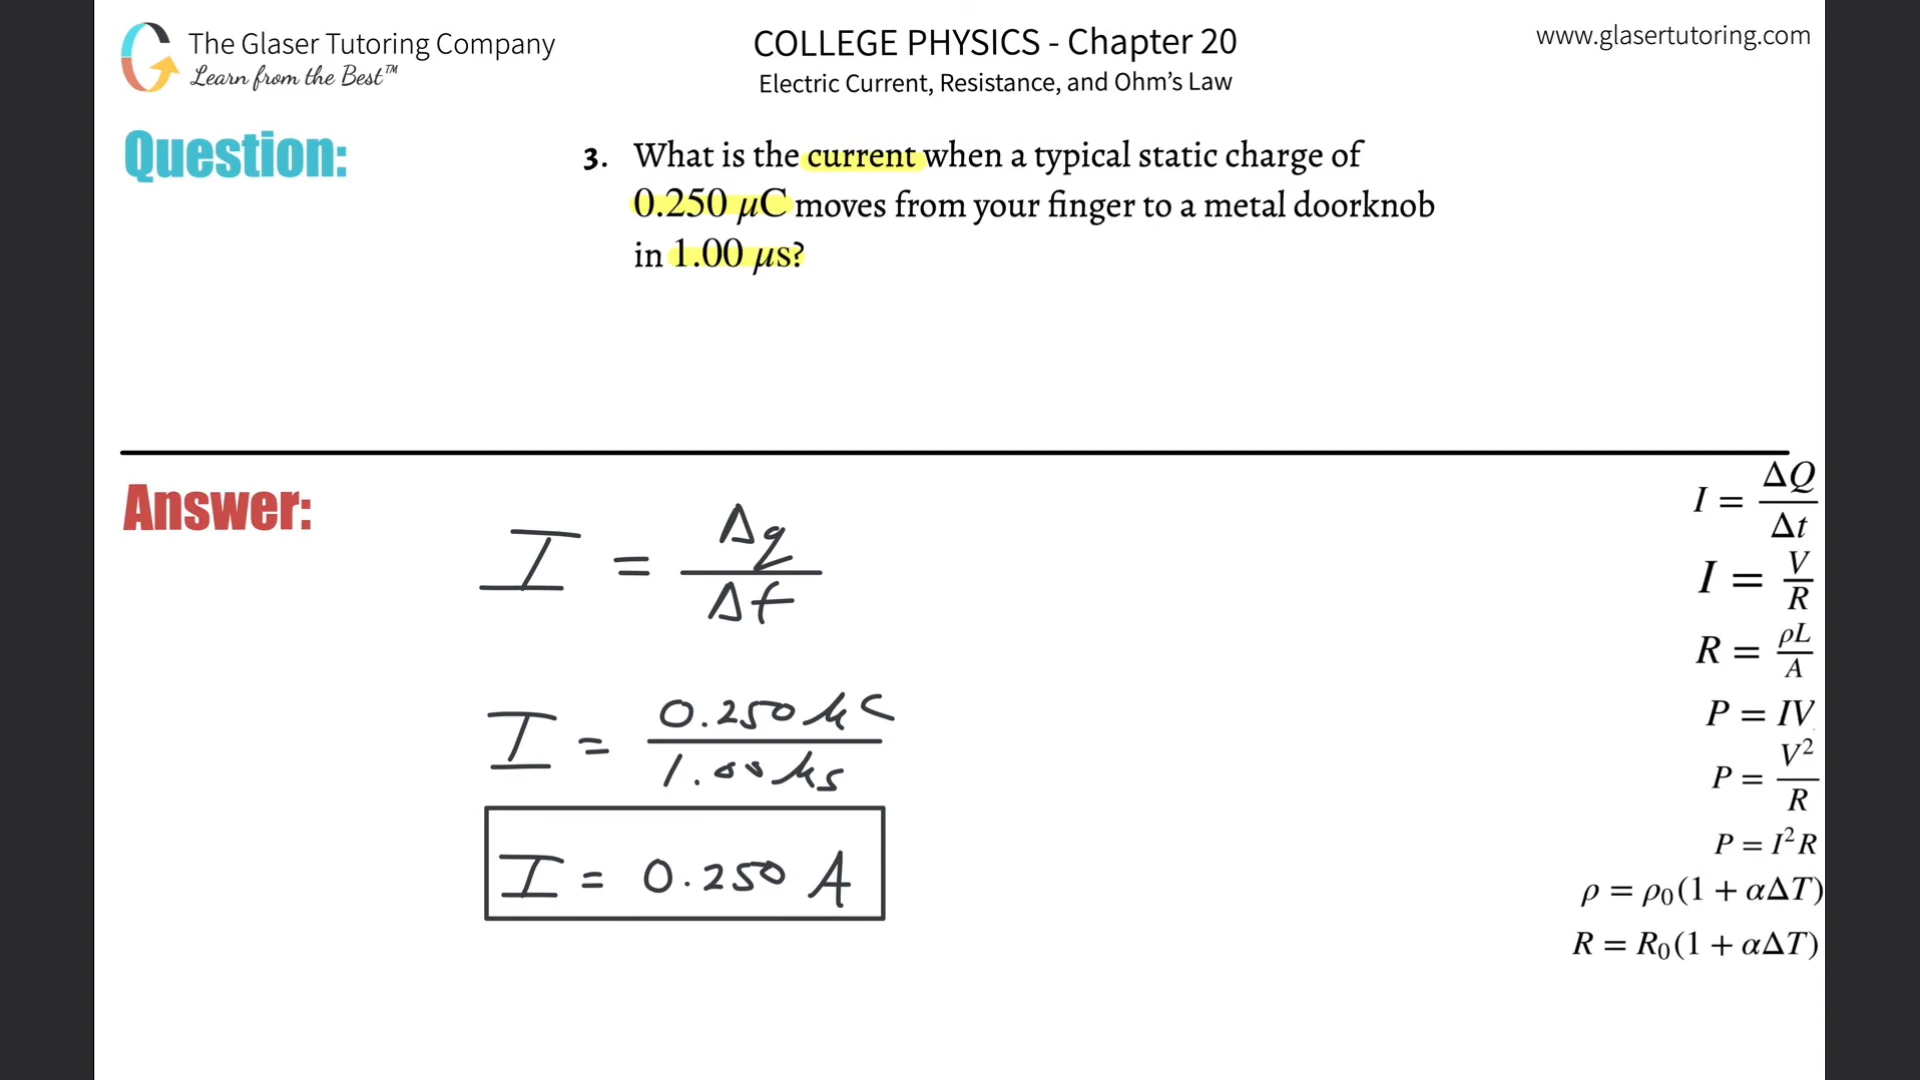 The Glaser Tutoring Company
Learn from the Best™
COLLEGE PHYSICS - Chapter 20
Electric Current, Resistance, and Ohm's Law
www.glasertutoring.com
Question:
3. What is the current when a typical static charge of
0.250 μC moves from your finger to a metal doorknob
in 1.00 μs?
Answer:
I = Δq/Δt
I = 0.250 μC/1.00 μs
I = 0.250 A
I = ΔQ/Δt
I = V/R
R = ρL/A
P = IV
P = V²/R
P = I²R
ρ = ρ₀(1 + αΔT)
R = R₀(1 + αΔT)